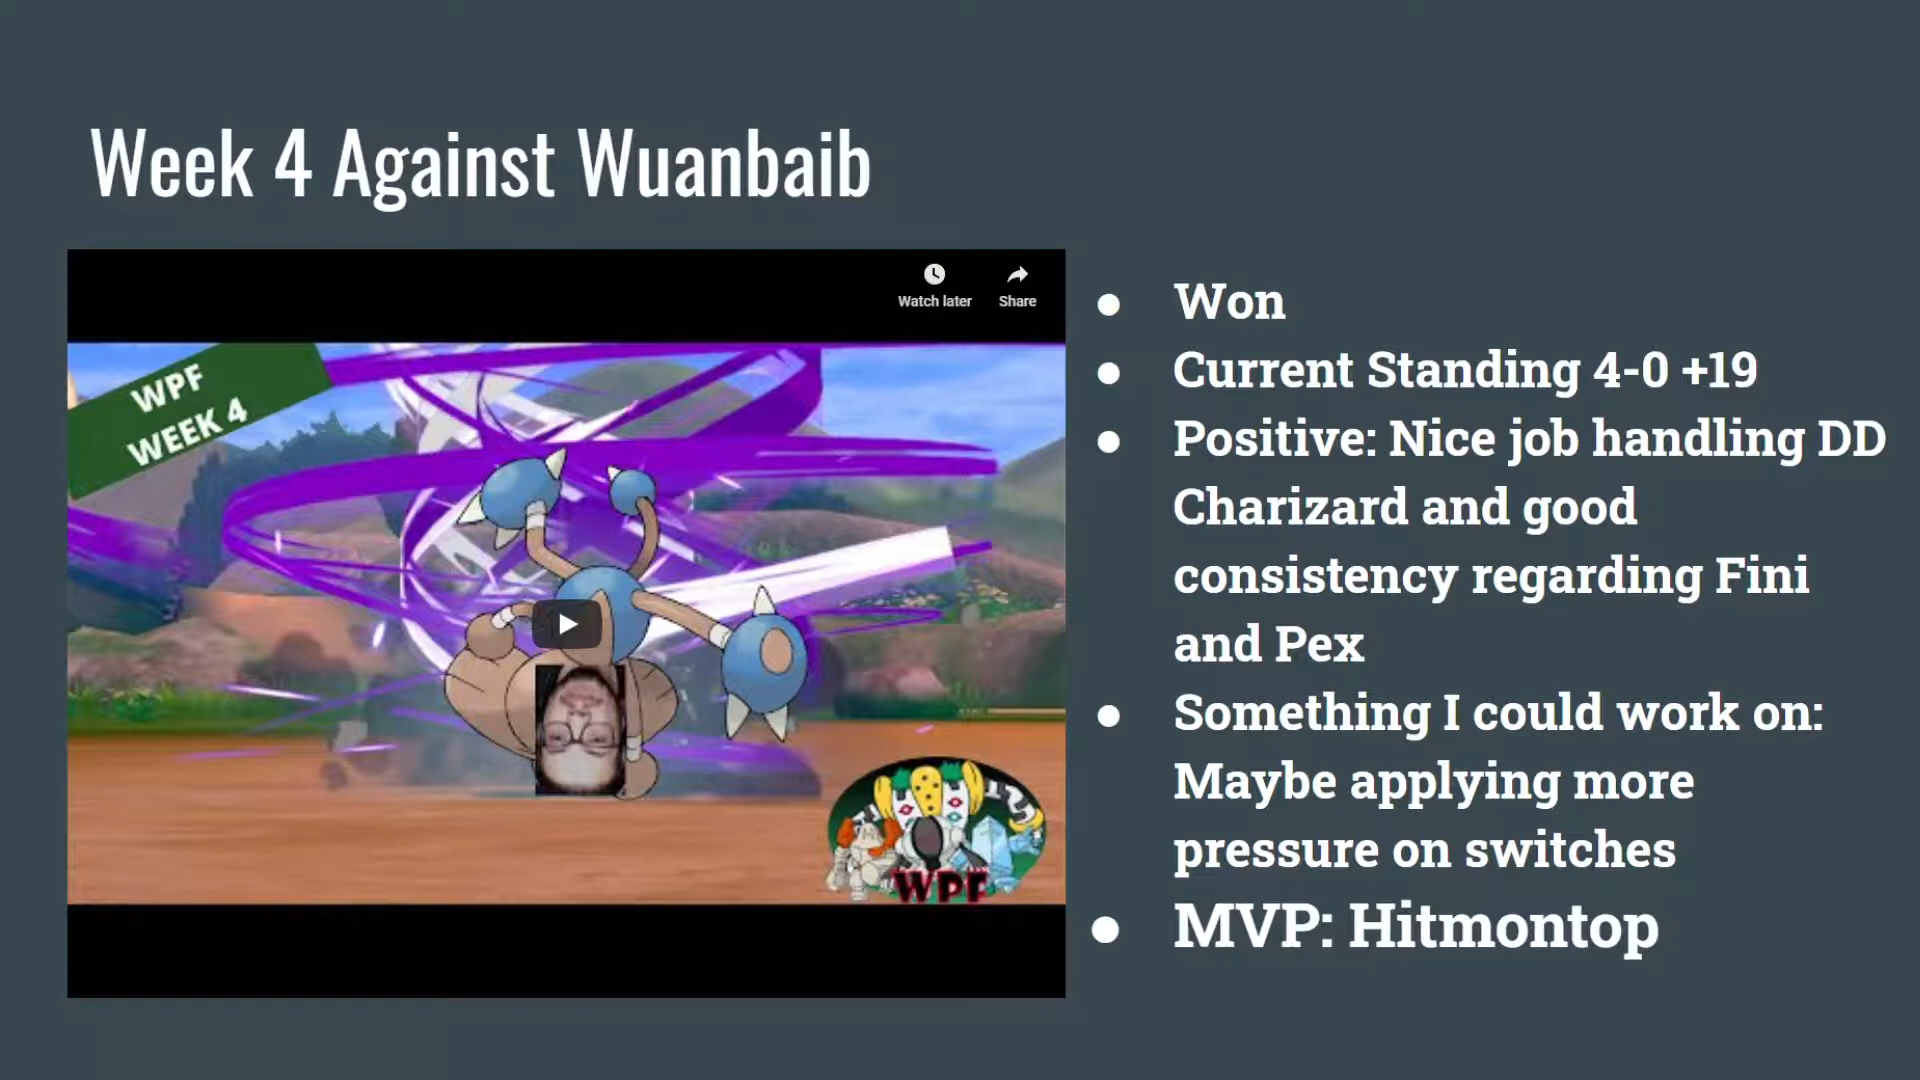 Week 4 Against Wuanbaib
Watch later
Share
WPF
WEEK 4
WPF
● Won
● Current Standing 4-0 +19
● Positive: Nice job handling DD
Charizard and good
consistency regarding Fini
and Pex
● Something I could work on:
Maybe applying more
pressure on switches
● MVP: Hitmontop